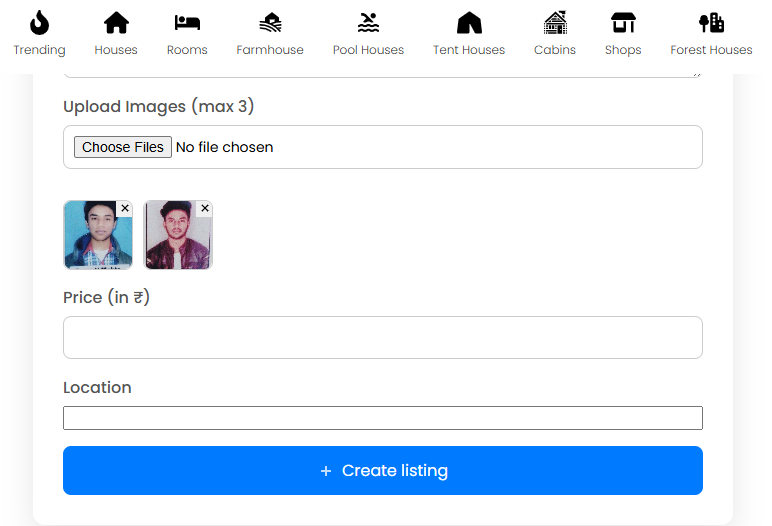 Trending Houses Rooms Farmhouse Pool Houses Tent Houses Cabins Shops Forest Houses
Upload Images (max 3)
Choose Files No file chosen
Price (in ₹)
Location
+ Create listing